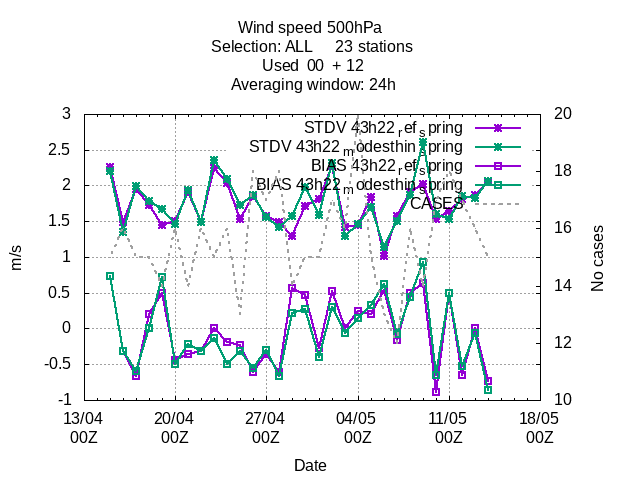 Wind speed 500hPa
Selection: ALL 23 stations
Used 00 + 12
Averaging window: 24h
STDV 43h22_ref_spring
STDV 43h22_modesthin_spring
BIAS 43h22_ref_spring
BIAS 43h22_modesthin_spring
CASES
m/s
3
2.5
2
1.5
1
0.5
0
-0.5
-1
20
18
16
14
12
10
No cases
13/04 20/04 27/04 04/05 11/05 18/05
00Z 00Z 00Z 00Z 00Z 00Z
Date